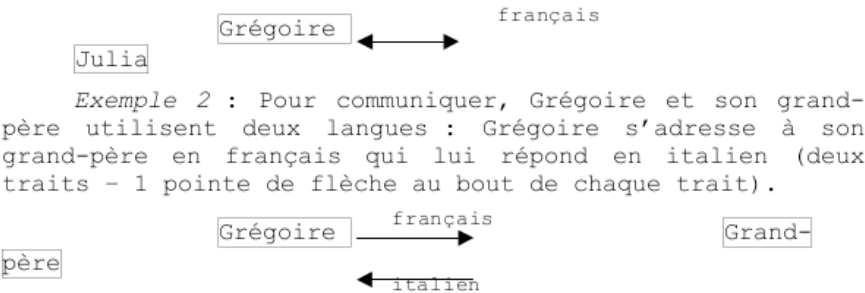 français
Grégoire
Julia
Exemple 2 : Pour communiquer, Grégoire et son grand-
père utilisent deux langues : Grégoire s’adresse à son
grand-père en français qui lui répond en italien (deux
traits – 1 pointe de flèche au bout de chaque trait).
français
Grégoire Grand-
père
italien